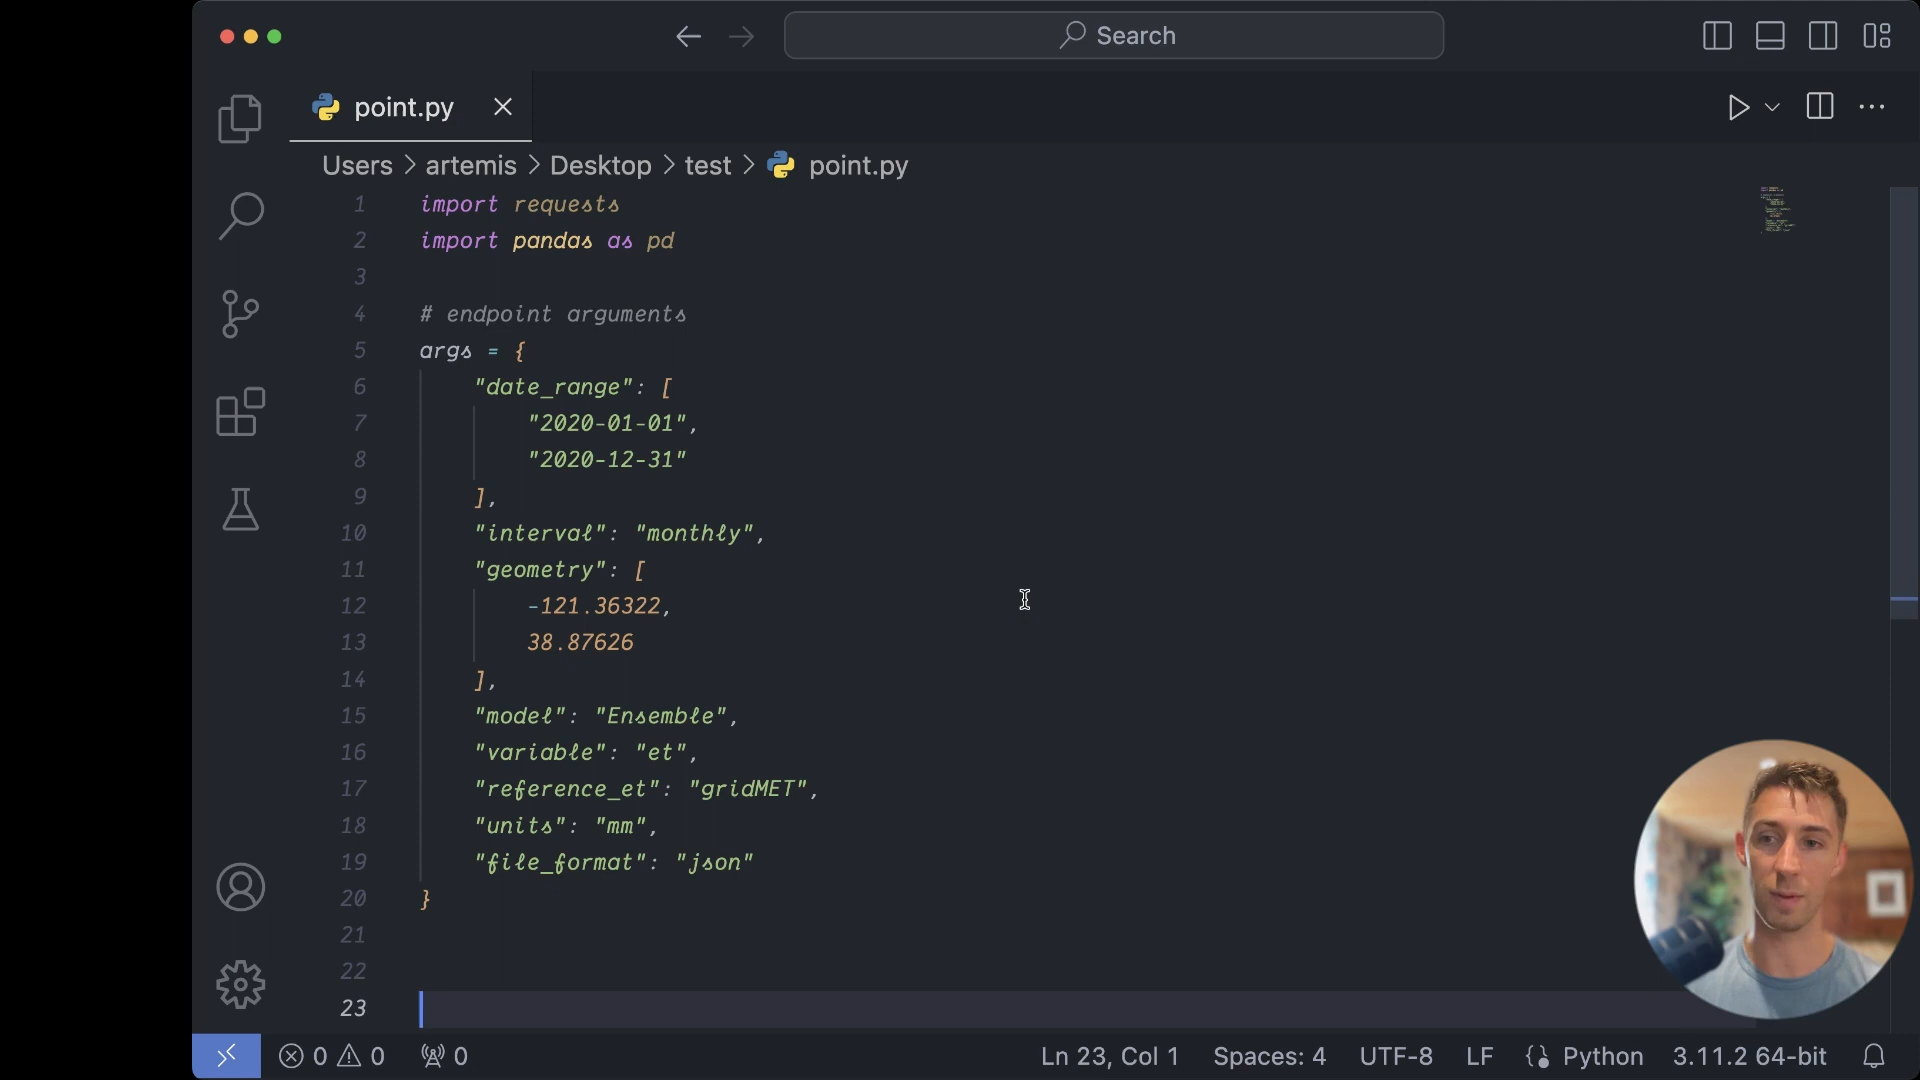 Search
point.py
Users > artemis > Desktop > test > point.py
1 import requests
2 import pandas as pd
3
4 # endpoint arguments
5 args = {
6 "date_range": [
7 "2020-01-01",
8 "2020-12-31"
9 ],
10 "interval": "monthly",
11 "geometry": [
12 -121.36322,
13 38.87626
14 ],
15 "model": "Ensemble",
16 "variable": "et",
17 "reference_et": "gridMET",
18 "units": "mm",
19 "file_format": "json"
20 }
21
22
23
0 0 0 Ln 23, Col 1 Spaces: 4 UTF-8 LF Python 3.11.2 64-bit